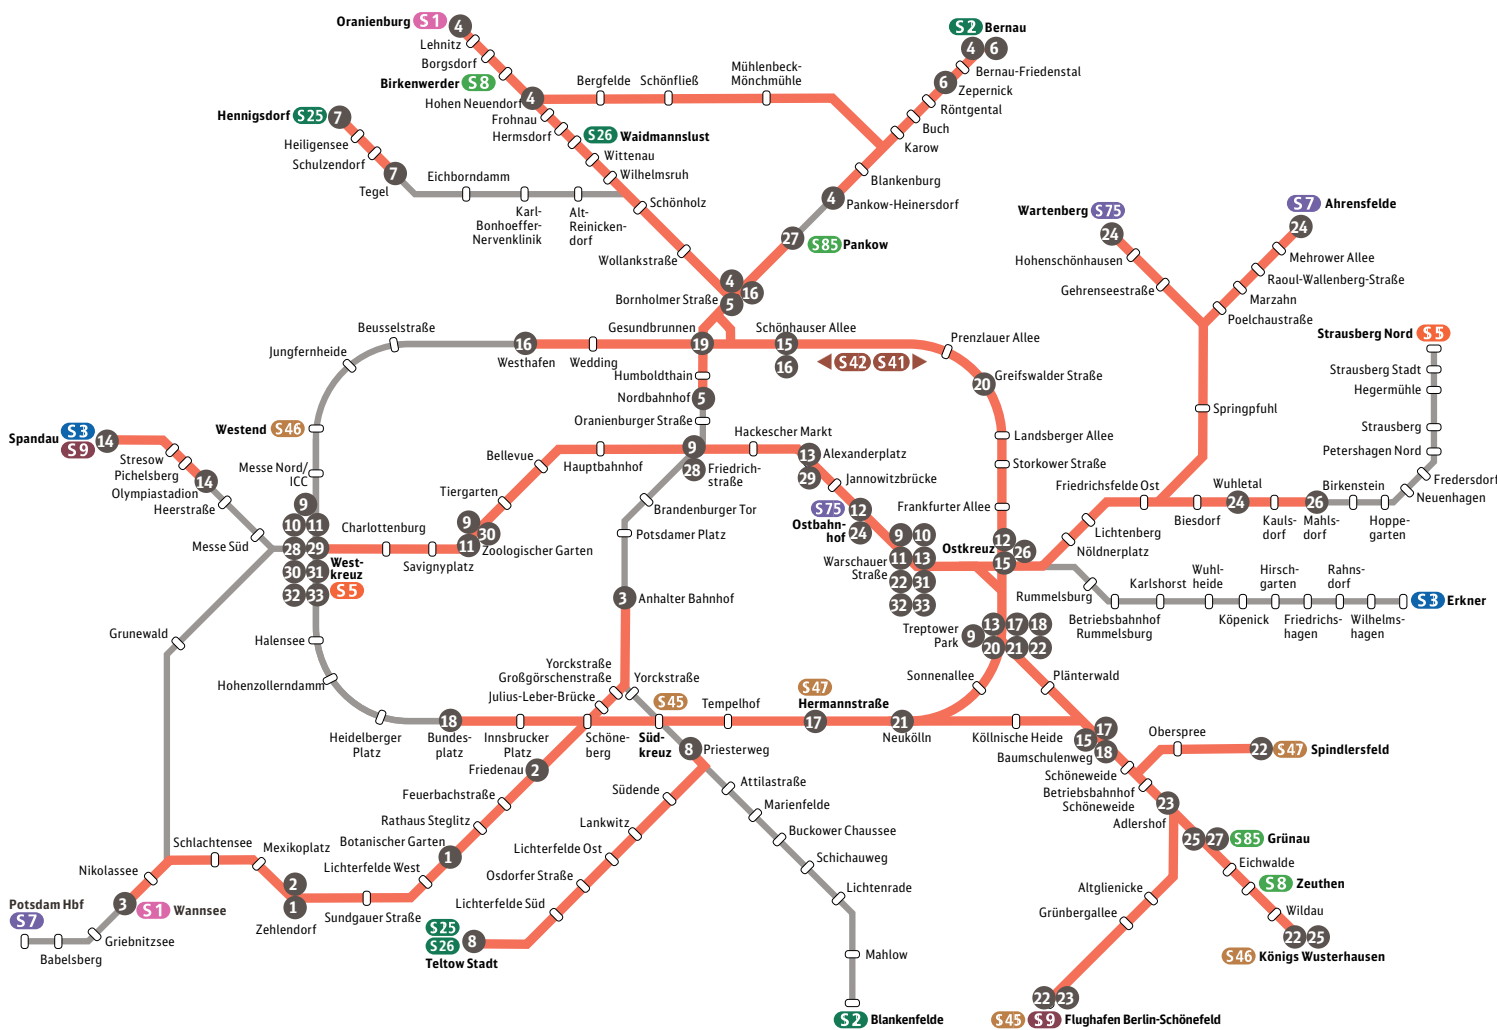 Oranienburg S 1
4
Lehnitz
Borgsdorf
Birkenwerder S 8
Hohen Neuendorf
4
Frohnau
Hermsdorf
S26 Waidmannslust
Wittenau
Wilhelmsruh
Schönholz
Wollankstraße
Bergfelde
Schönfließ
Mühlenbeck-
Mönchmühle
S 2 Bernau
4 6
Bernau-Friedenstal
6
Zepernick
Röntgental
Buch
Karow
Blankenburg
4
Pankow-Heinersdorf
27
S85 Pankow
Hennigsdorf S25 7
Heiligensee
Schulzendorf
7
Tegel
Eichborndamm
Karl-
Bonhoeffer-
Nervenklinik
Alt-
Reinicken-
dorf
4
16
5
Bornholmer Straße
Wartenberg S75
24
Hohenschönhausen
Gehrenseestraße
S 7 Ahrensfelde
24
Mehrower Allee
Raoul-Wallenberg-Straße
Marzahn
Poelchaustraße
Springpfuhl
Strausberg Nord S 5
Strausberg Stadt
Hegermühle
Strausberg
Petershagen Nord
Fredersdorf
Neuenhagen
Hoppe-
garten
Birkenstein
26
Mahls-
dorf
Kauls-
dorf
Wuhletal
24
Biesdorf
Friedrichsfelde Ost
Lichtenberg
Nöldnerplatz
Beusselstraße
Jungfernheide
16
Westhafen
Wedding
Gesundbrunnen
19
Schönhauser Allee
15
16
S42 S41
Prenzlauer Allee
20
Greifswalder Straße
Landsberger Allee
Storkower Straße
Frankfurter Allee
Humboldthain
Nordbahnhof
5
Oranienburger Straße
Westend S46
Messe Nord/
ICC
Spandau S 3
S 9
14
Stresow
Pichelsberg
14
Olympiastadion
Heerstraße
Messe Süd
9
10 11
28 29
30 31
32 33
West-
kreuz
S 5
Charlottenburg
Savignyplatz
9
30
11
Zoologischer Garten
Tiergarten
Bellevue
Hauptbahnhof
9
28
Friedrich-
straße
Hackescher Markt
13
29
Alexanderplatz
Jannowitzbrücke
S75
Ostbahn-
hof
12
24
9 10
11 13
22 31
32 33
Warschauer
Straße
Ostkreuz
12
26
15
Brandenburger Tor
Potsdamer Platz
3
Anhalter Bahnhof
Rummelsburg
Betriebsbahnhof
Rummelsburg
Karlshorst
Wuhl-
heide
Köpenick
Hirsch-
garten
Friedrichs-
hagen
Rahns-
dorf
Wilhelms-
hagen
S 3 Erkner
Treptower
Park
9
13 17 18
20 21 22
Sonnenallee
Plänterwald
Grunewald
Halensee
Hohenzollerndamm
Heidelberger
Platz
18
Bundes-
platz
Innsbrucker
Platz
Schöne-
berg
Yorckstraße
Großgörschenstraße
Julius-Leber-Brücke
Yorckstraße
S45
Süd-
kreuz
Tempelhof
S47
Hermannstraße
17
21
Neukölln
Köllnische Heide
17
15
18
Baumschulenweg
Schöneweide
Betriebsbahnhof
Schöneweide
Oberspree
22 S47 Spindlersfeld
23
Adlershof
25 27 S85 Grünau
Eichwalde
S 8 Zeuthen
Wildau
22 25
S46 Königs Wusterhausen
Altglienicke
Grünbergallee
22 23
S45 S 9 Flughafen Berlin-Schönefeld
8
Priesterweg
Attilastraße
Marienfelde
Buckower Chaussee
Schichauweg
Lichtenrade
Mahlow
S 2 Blankenfelde
Südende
Lankwitz
Lichterfelde Ost
Osdorfer Straße
Lichterfelde Süd
S25
S26
8
Teltow Stadt
Friedenau
2
Feuerbachstraße
Rathaus Steglitz
Botanischer Garten
1
Lichterfelde West
Sundgauer Straße
2
1
Zehlendorf
Mexikoplatz
Schlachtensee
Nikolassee
3
S 1 Wannsee
Griebnitzsee
Babelsberg
Potsdam Hbf
S 7